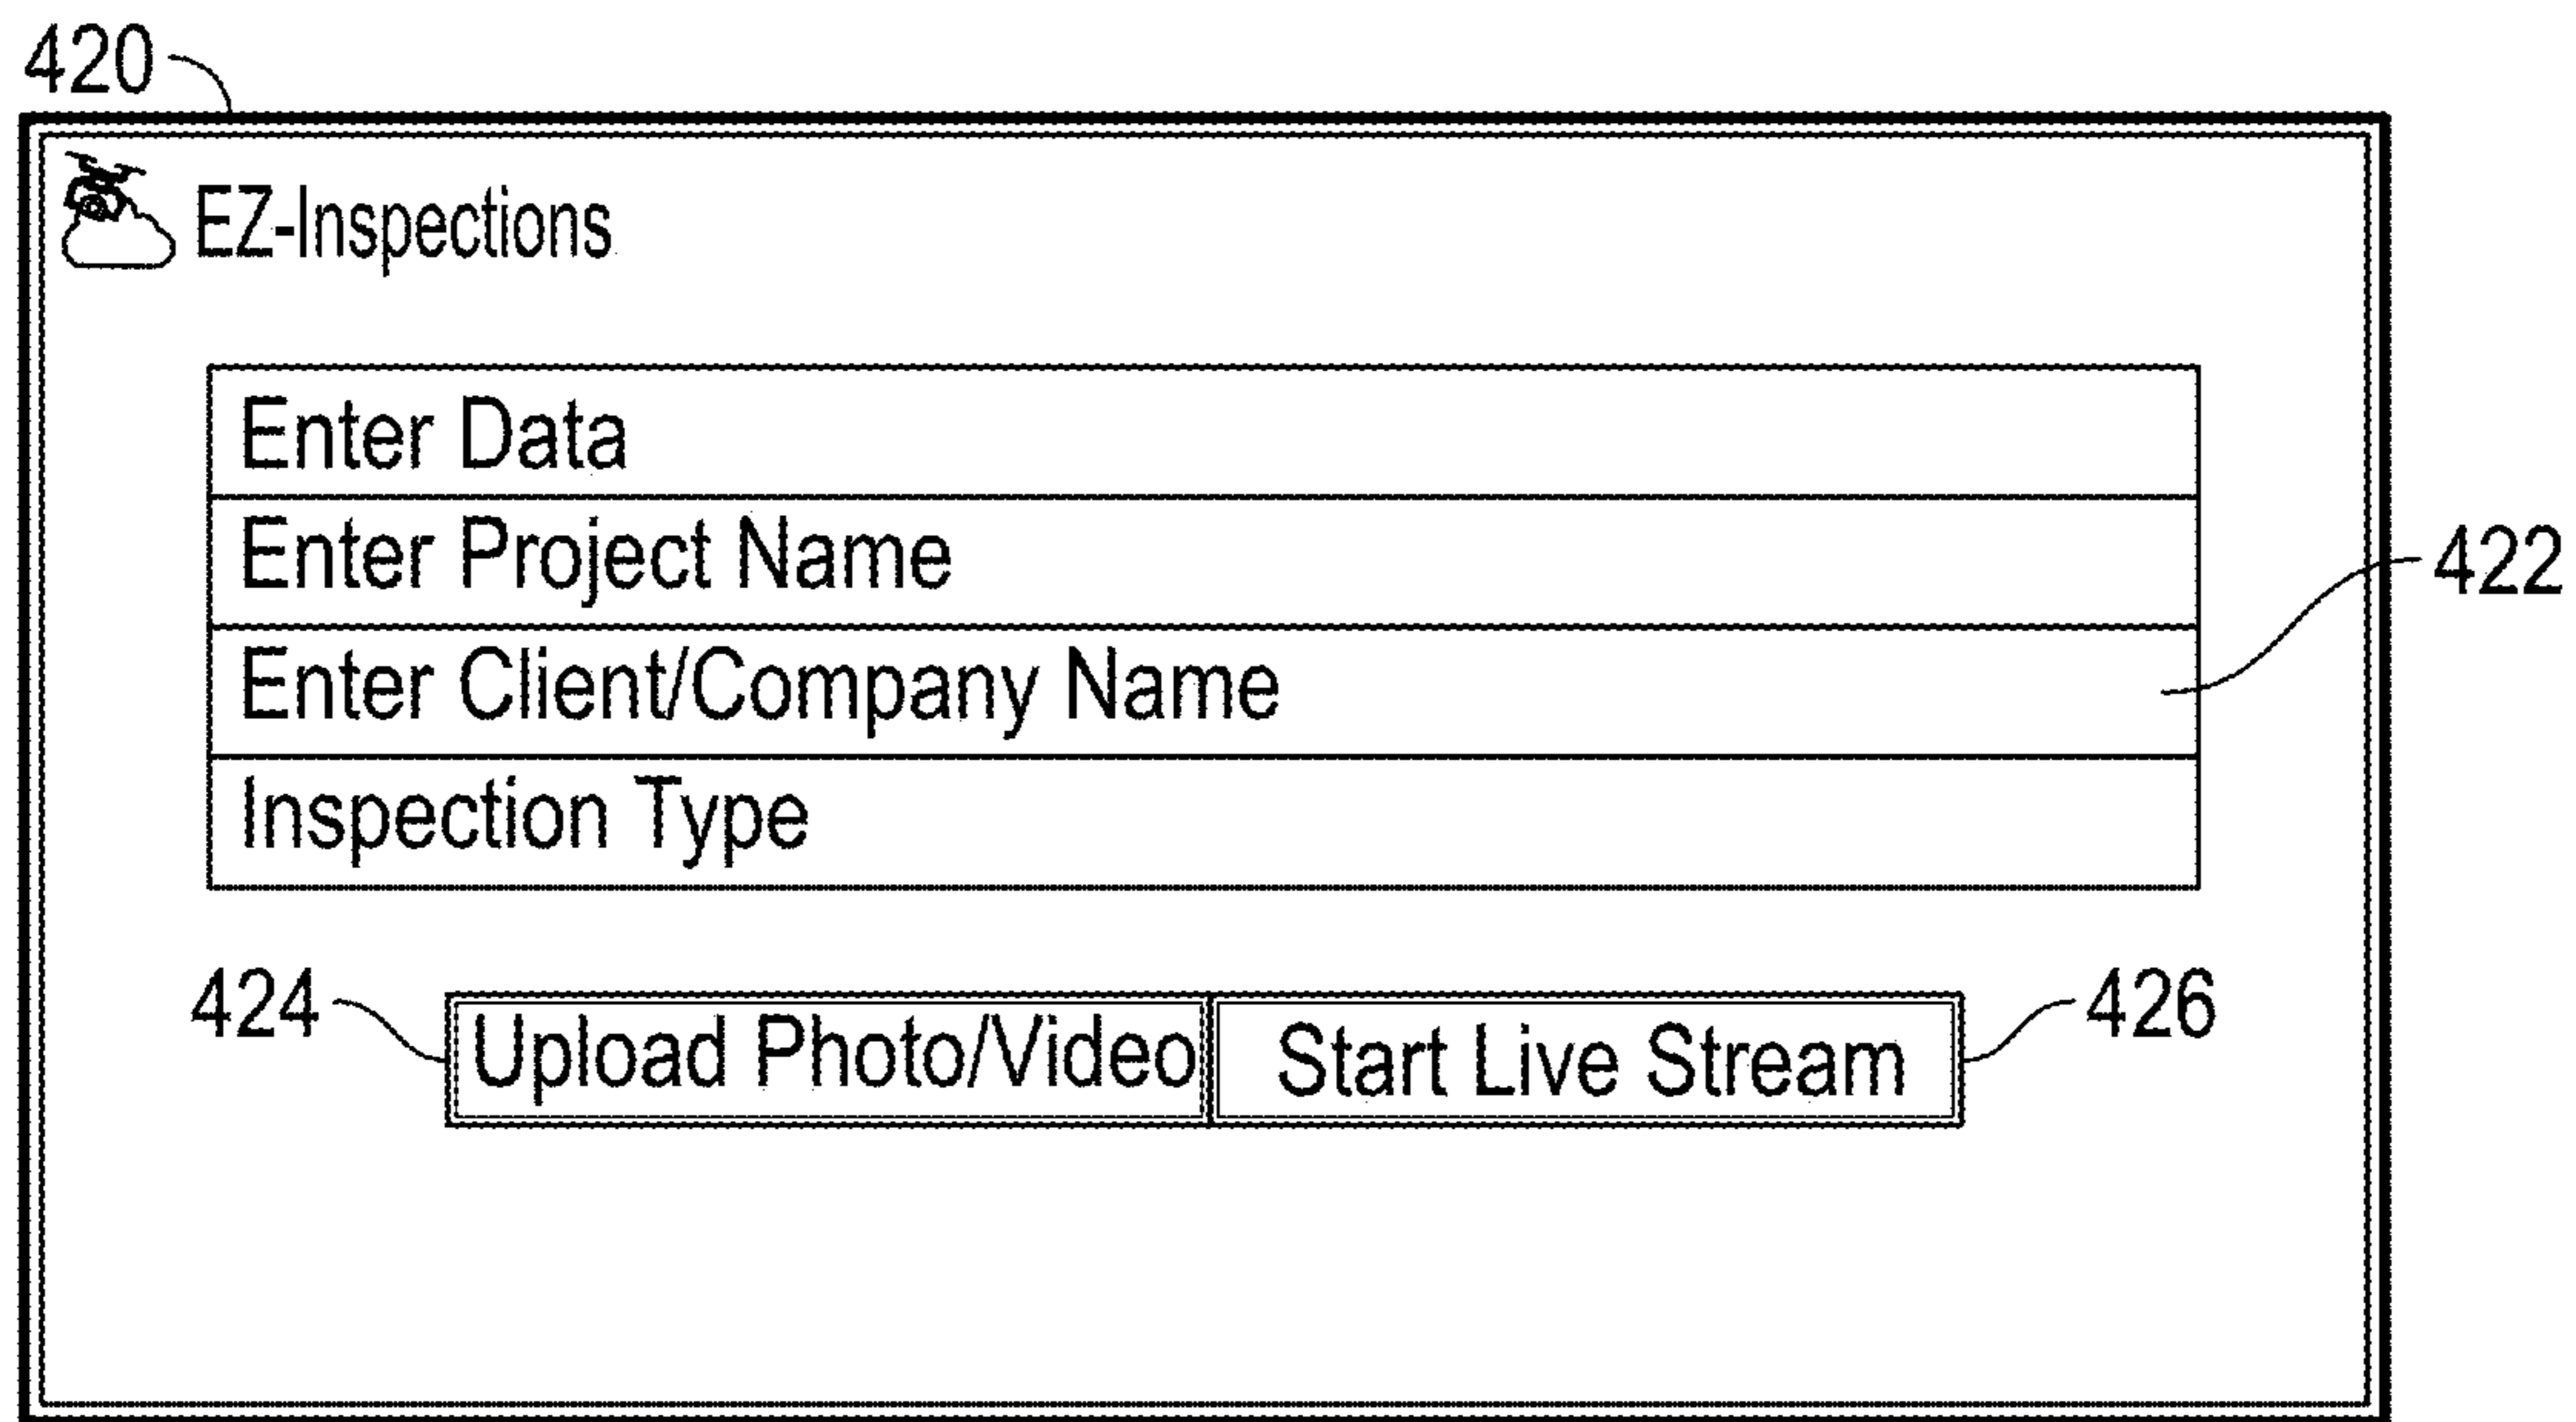 420
EZ-Inspections
Enter Data
Enter Project Name
422
Enter Client/Company Name
Inspection Type
424
Upload Photo/Video
Start Live Stream
426